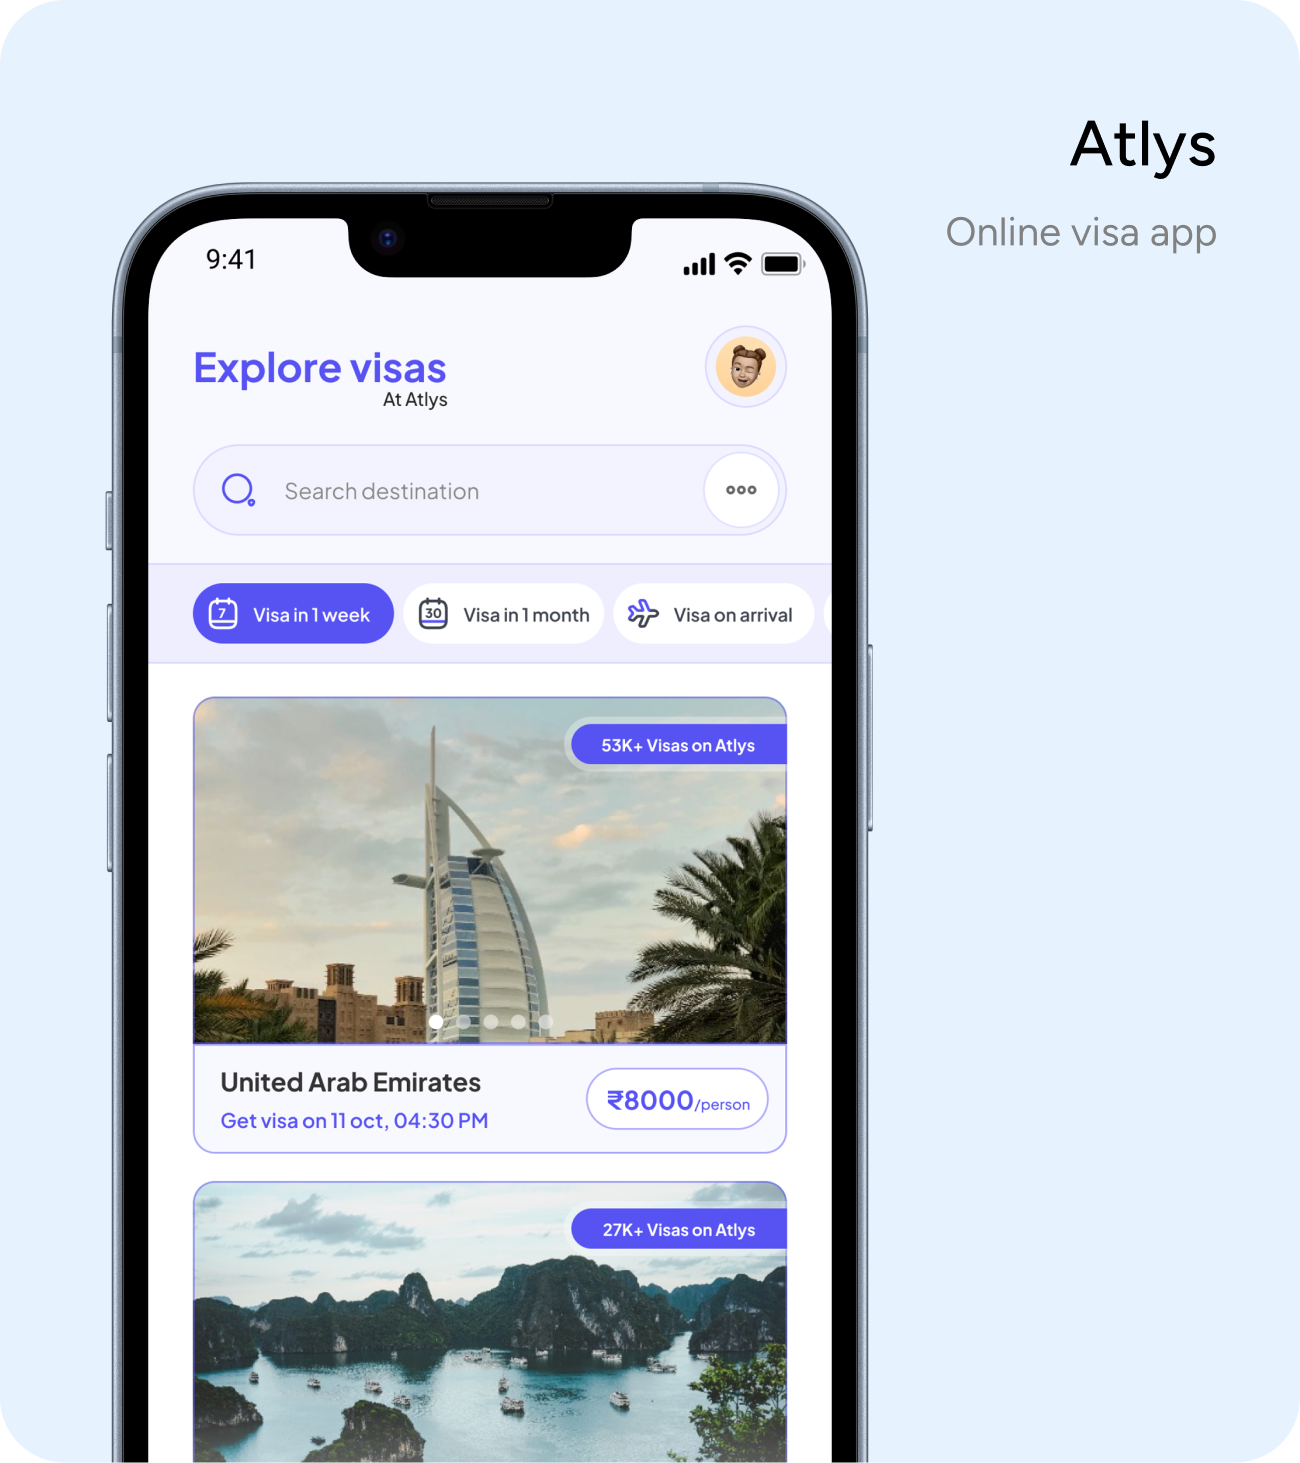 Atlys
Online visa app
9:41
Explore visas
At Atlys
Search destination
7 Visa in 1 week
30 Visa in 1 month
Visa on arrival
53K+ Visas on Atlys
United Arab Emirates
Get visa on 11 oct, 04:30 PM
₹8000/person
27K+ Visas on Atlys